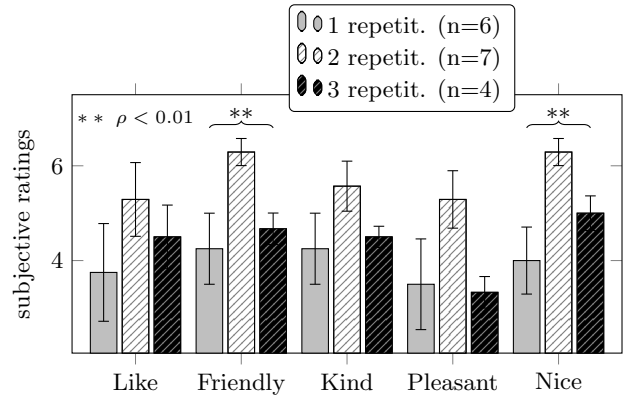 1 repetit. (n=6)
2 repetit. (n=7)
3 repetit. (n=4)
** ρ < 0.01
**
**
subjective ratings
6
4
Like Friendly Kind Pleasant Nice